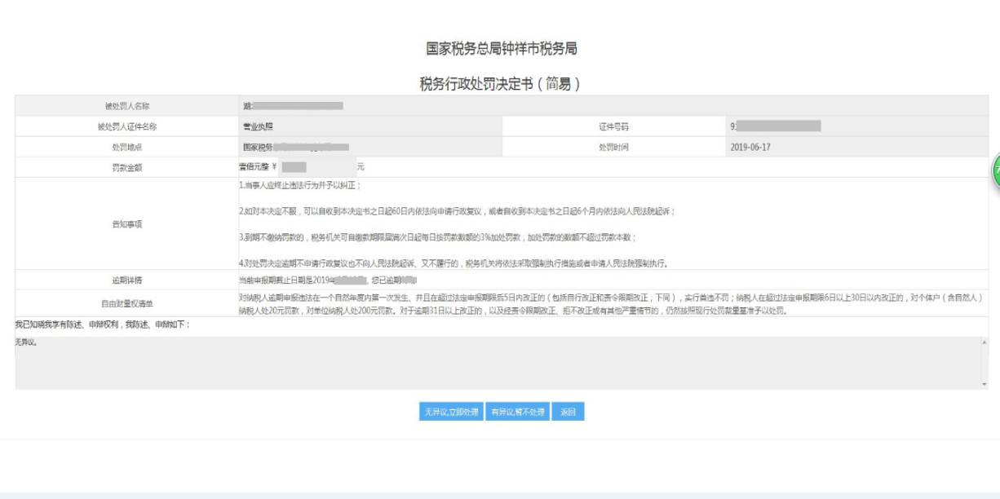 国家税务总局钟祥市税务局
税务行政处罚决定书（简易）
被处罚人名称
湖
被处罚人证件名称
营业执照
证件号码
9
处罚地点
国家税务
处罚时间
2019-06-17
罚款金额
壹佰元整 ¥
元
告知事项
1.当事人应终止违法行为并予以纠正；
2.如对本决定不服，可以自收到本决定书之日起60日内依法向申请行政复议，或者自收到本决定书之日起6个月内依法向人民法院起诉；
3.到期不缴纳罚款的，税务机关可自缴款期限届满次日起每日按罚款数额的3%加处罚款，加处罚款的数额不超过罚款本数；
4.对处罚决定逾期不申请行政复议也不向人民法院起诉、又不履行的，税务机关将依法采取强制执行措施或者申请人民法院强制执行。
逾期详情
当前申报期截止日期是2019年 ，您已逾期
自由财量权清单
对纳税人逾期申报违法在一个自然年度内第一次发生、并且在超过法定申报期限后5日内改正的（包括自行改正和责令限期改正，下同），实行首违不罚；纳税人在超过法定申报期限6日以上30日以内改正的，对个体户（含自然人）
纳税人处20元罚款，对单位纳税人处200元罚款。对于逾期31日以上改正的，以及经责令限期改正、拒不改正或有其他严重情节的，仍然按照现行处罚裁量基准予以处罚。
我已知晓我享有陈述、申辩权利，我陈述、申辩如下：
无异议。
无异议,立即处理
有异议,暂不处理
返回